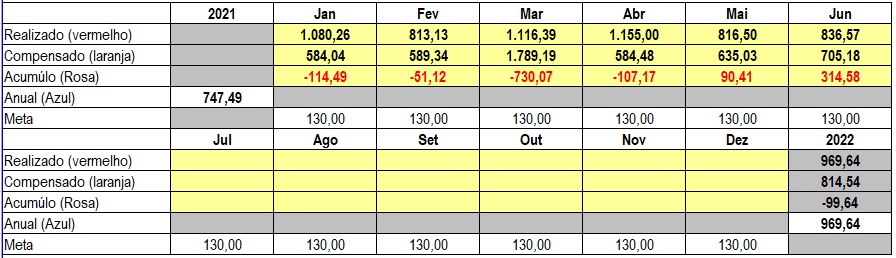 2021 Jan Fev Mar Abr Mai Jun
Realizado (vermelho) 1.080,26 813,13 1.116,39 1.155,00 816,50 836,57
Compensado (laranja) 584,04 589,34 1.789,19 584,48 635,03 705,18
Acumúlo (Rosa) -114,49 -51,12 -730,07 -107,17 90,41 314,58
Anual (Azul) 747,49
Meta 130,00 130,00 130,00 130,00 130,00 130,00
Jul Ago Set Out Nov Dez 2022
Realizado (vermelho) 969,64
Compensado (laranja) 814,54
Acumúlo (Rosa) -99,64
Anual (Azul) 969,64
Meta 130,00 130,00 130,00 130,00 130,00 130,00